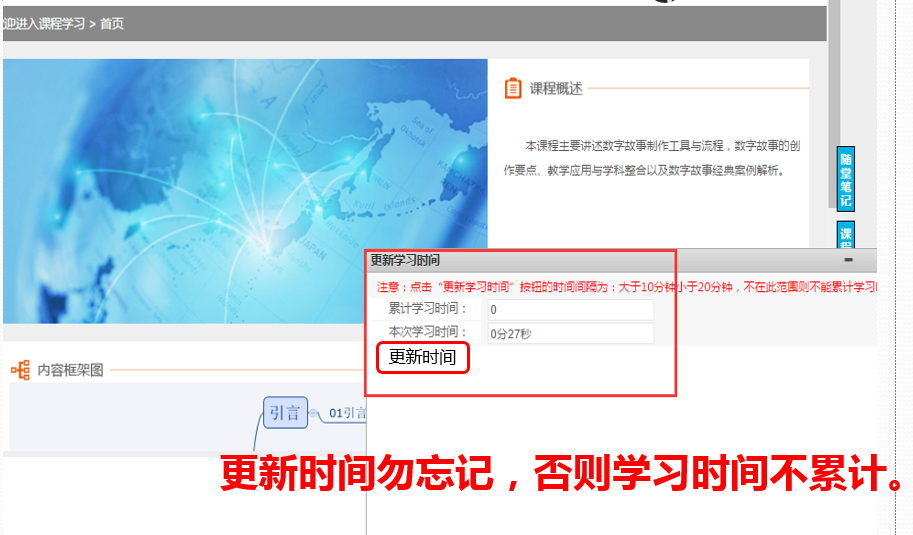 迎进入课程学习 > 首页
课程概述
本课程主要讲述数字故事制作工具与流程，数字故事的创
作要点、教学应用与学科整合以及数字故事经典案例解析。
随堂笔记
课程
Sea of
Okhotsk
Kuril Islands
JAPAN
更新学习时间
注意：点击“更新学习时间”按钮的时间间隔为：大于10分钟小于20分钟，不在此范围则不能累计学习
累计学习时间： 0
本次学习时间： 0分27秒
更新时间
内容框架图
引言
01引言
更新时间勿忘记，否则学习时间不累计。